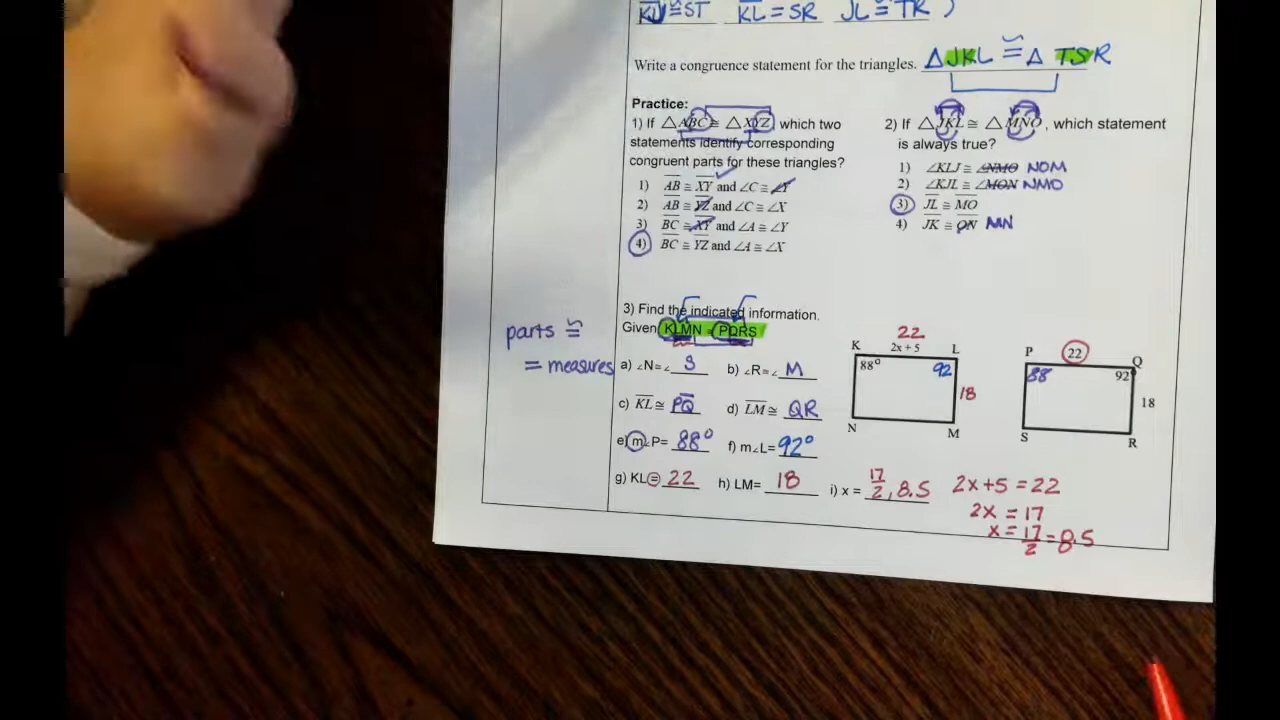 ≅ ST  KL = SR  JL ≅ TR
Write a congruence statement for the triangles. △JKL ≅ △TSR
Practice:
1) If △ABC ≅ △XYZ, which two
statements identify corresponding
congruent parts for these triangles?
1) AB ≅ XY and ∠C ≅ ∠Y
2) AB ≅ YZ and ∠C ≅ ∠X
3) BC ≅ XY and ∠A ≅ ∠Y
4) BC ≅ YZ and ∠A ≅ ∠X
2) If △JKL ≅ △MNO, which statement
is always true?
1) ∠KLJ ≅ ∠NMO NOM
2) ∠KJL ≅ ∠MON NMO
3) JL ≅ MO
4) JK ≅ ON MN
parts ≅
= measures
3) Find the indicated information.
Given KLMN ≅ PQRS
a) ∠N ≅ ∠ S b) ∠R ≅ ∠ M
c) KL ≅ PQ d) LM ≅ QR
e) m∠P= 88° f) m∠L= 92°
g) KL = 22 h) LM= 18 i) x = 17/2, 8.5
22
K 2x + 5 L
88° 92
18
N M
P 22 Q
88 92
18
S R
2x+5 = 22
2x = 17
x = 17/2 = 8.5